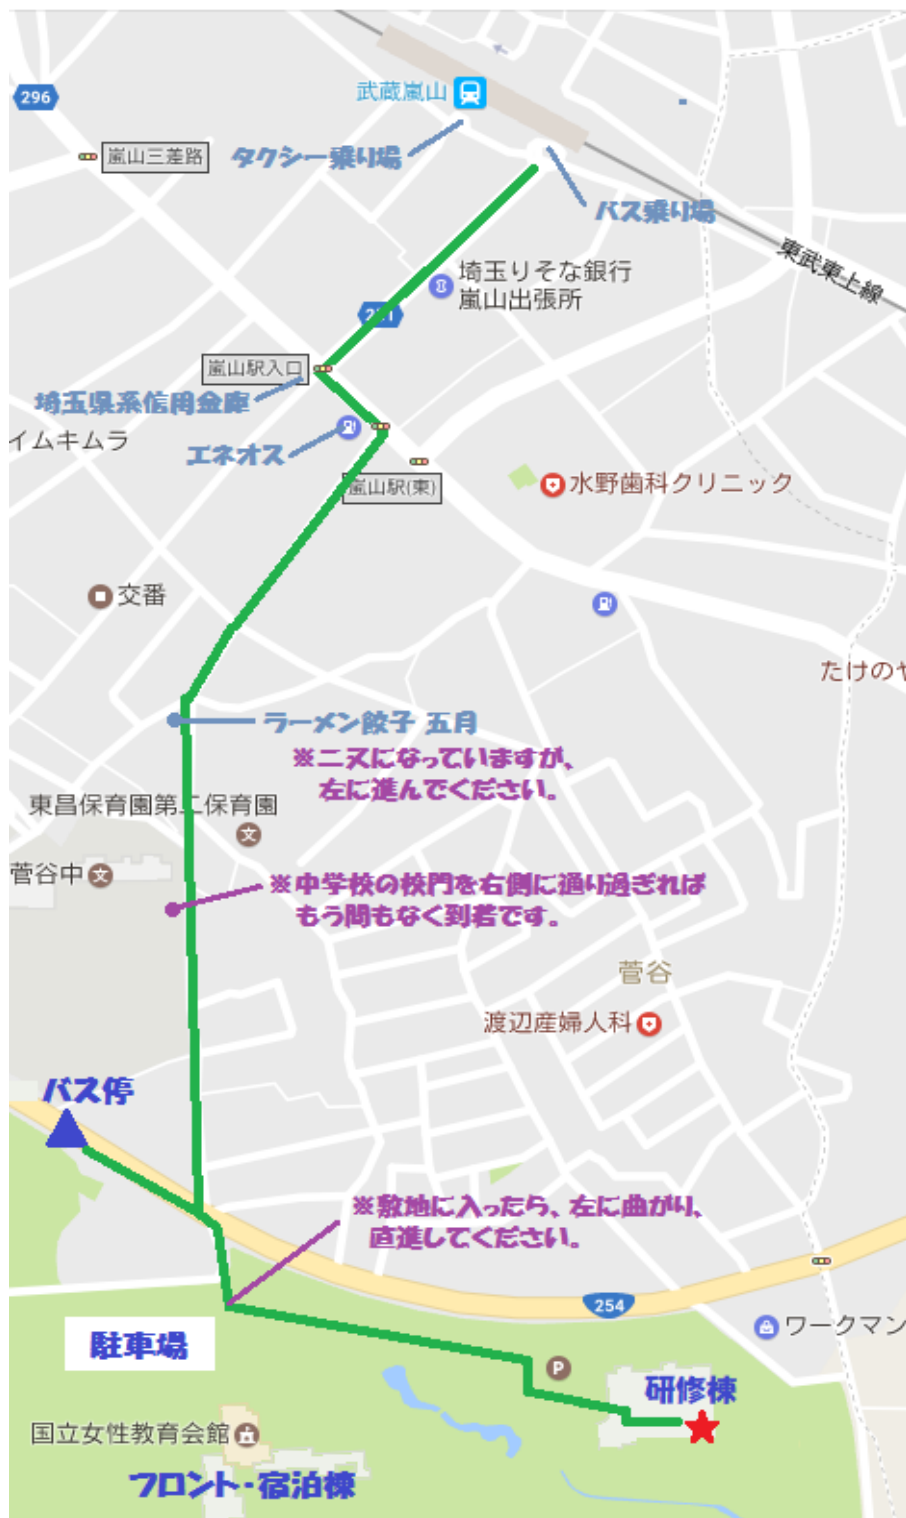 296
武蔵嵐山
嵐山三差路
タクシー乗り場
バス乗り場
東武東上線
埼玉りそな銀行
嵐山出張所
嵐山駅入口
埼玉県系信用金庫
イムキムラ
エネオス
嵐山駅(東)
水野歯科クリニック
交番
たけのや
ラーメン餃子 五月
※二又になっていますが、
左に進んでください。
東昌保育園第二保育園
文
菅谷中
文
※中学校の校門を右側に通り過ぎれば
もう間もなく到着です。
菅谷
渡辺産婦人科
バス停
※敷地に入ったら、左に曲がり、
直進してください。
254
ワークマン
駐車場
P
研修棟
国立女性教育会館
フロント・宿泊棟